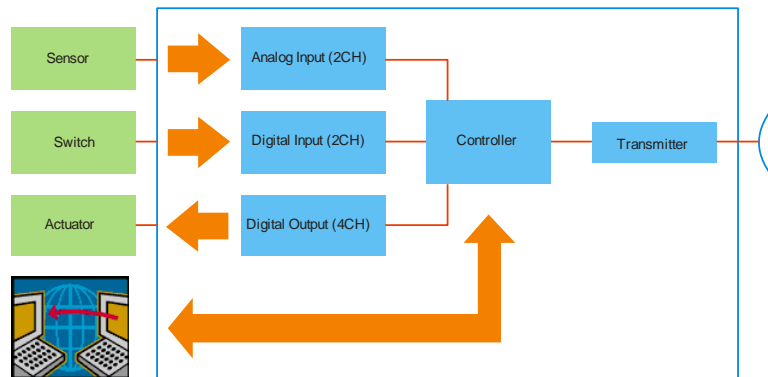 Sensor
Analog Input (2CH)
Switch
Digital Input (2CH)
Controller
Transmitter
Actuator
Digital Output (4CH)